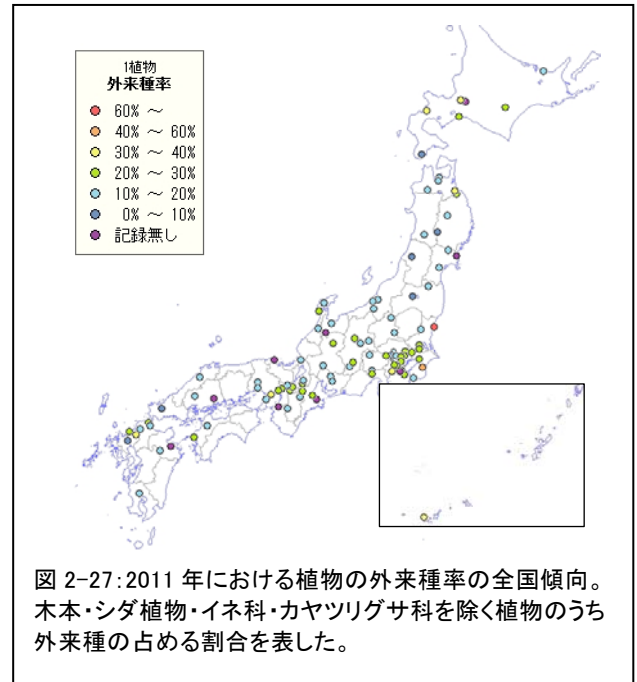 1植物
外来種率
60% ～
40% ～ 60%
30% ～ 40%
20% ～ 30%
10% ～ 20%
0% ～ 10%
記録無し
図 2-27：2011 年における植物の外来種率の全国傾向。
木本・シダ植物・イネ科・カヤツリグサ科を除く植物のうち
外来種の占める割合を表した。